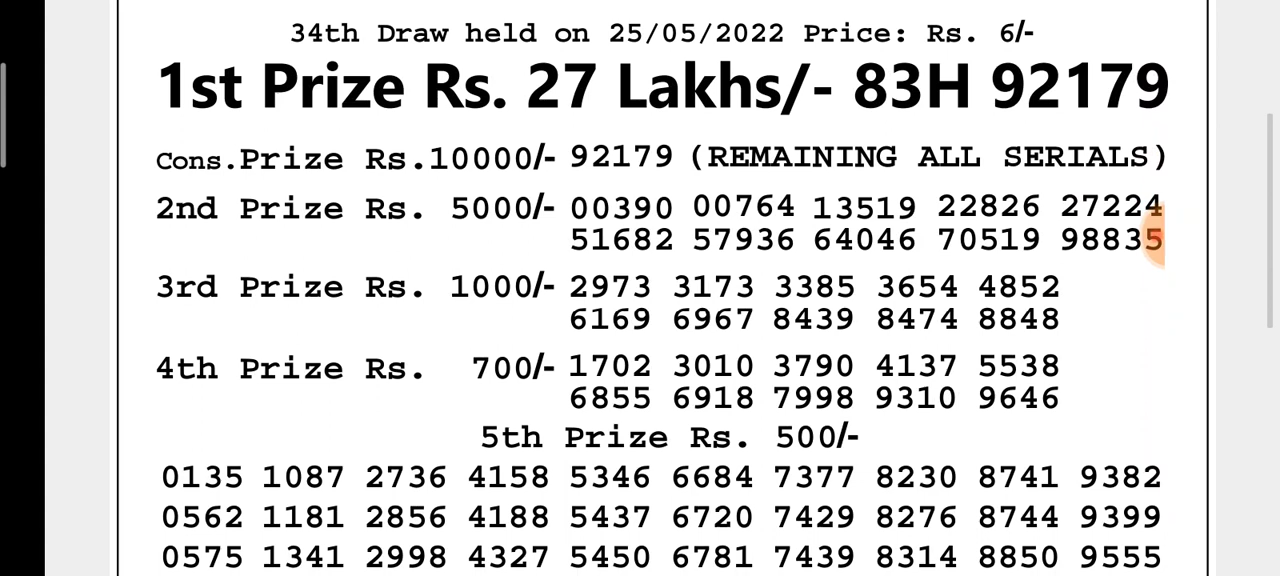 34th Draw held on 25/05/2022 Price: Rs. 6/-
1st Prize Rs. 27 Lakhs/- 83H 92179
Cons.Prize Rs.10000/- 92179 (REMAINING ALL SERIALS)
2nd Prize Rs. 5000/- 00390 00764 13519 22826 27224
51682 57936 64046 70519 98835
3rd Prize Rs. 1000/- 2973 3173 3385 3654 4852
6169 6967 8439 8474 8848
4th Prize Rs. 700/- 1702 3010 3790 4137 5538
6855 6918 7998 9310 9646
5th Prize Rs. 500/-
0135 1087 2736 4158 5346 6684 7377 8230 8741 9382
0562 1181 2856 4188 5437 6720 7429 8276 8744 9399
0575 1341 2998 4327 5450 6781 7439 8314 8850 9555